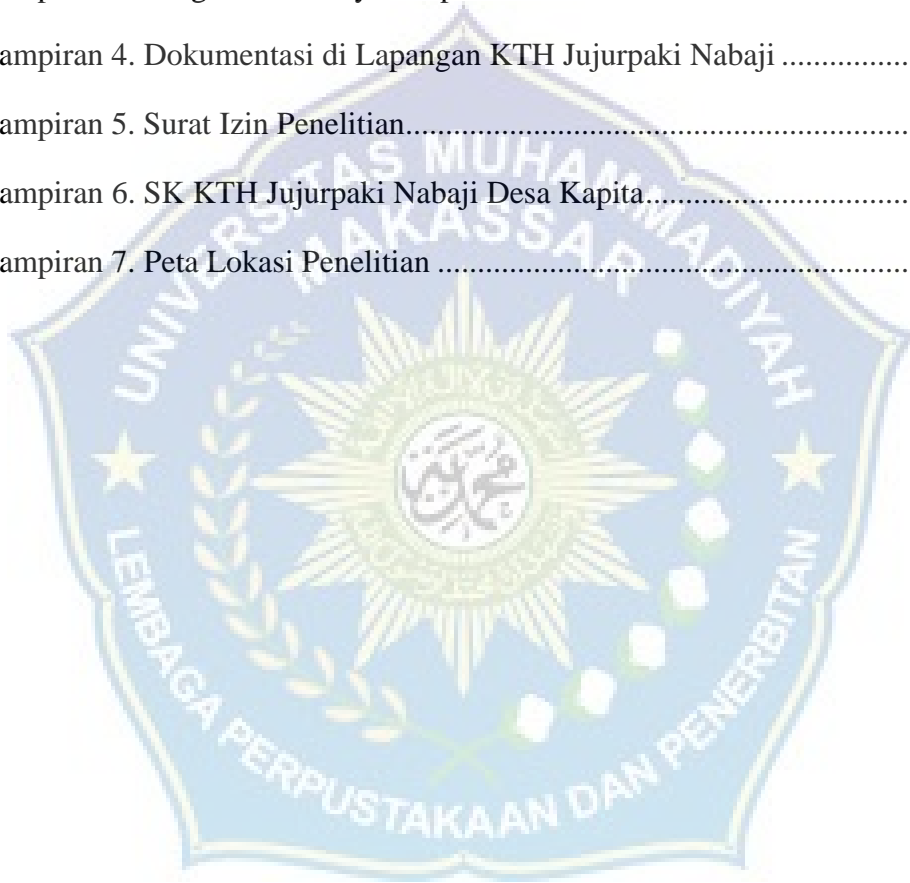 ampiran 4. Dokumentasi di Lapangan KTH Jujurpaki Nabaji ...............
ampiran 5. Surat Izin Penelitian.......................................................
ampiran 6. SK KTH Jujurpaki Nabaji Desa Kapita............................
ampiran 7. Peta Lokasi Penelitian ....................................................
UNIVERSITAS MUHAMMADIYAH
MAKASSAR
LEMBAGA PERPUSTAKAAN DAN PENERBITAN